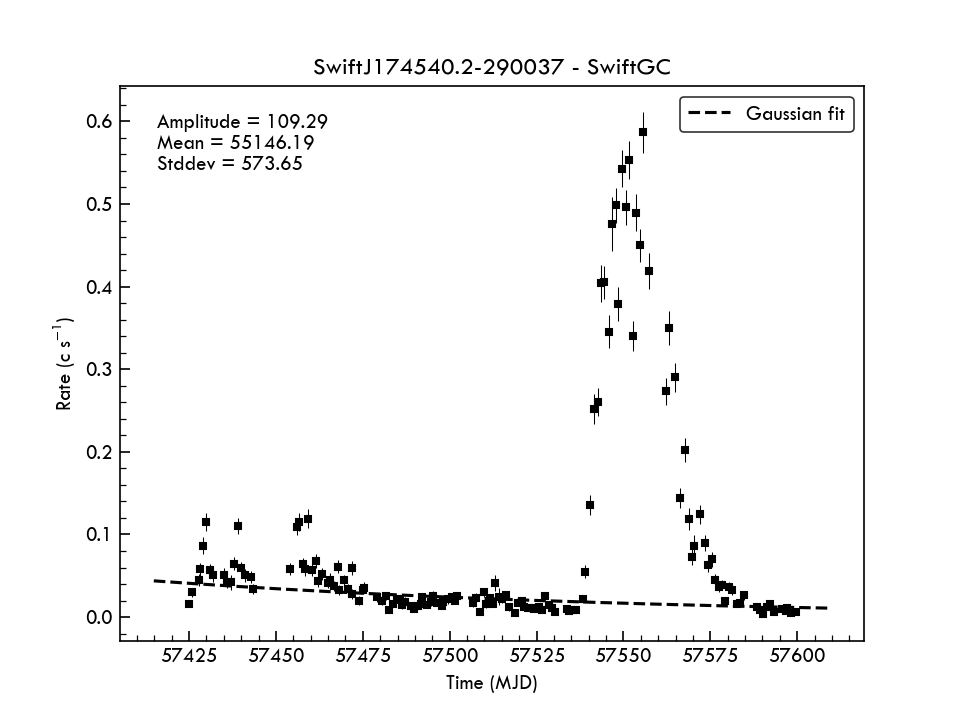 SwiftJ174540.2-290037 - SwiftGC
Amplitude = 109.29
Mean = 55146.19
Stddev = 573.65
Gaussian fit
0.6
0.5
0.4
0.3
0.2
0.1
0.0
Rate (c s⁻¹)
57425 57450 57475 57500 57525 57550 57575 57600
Time (MJD)